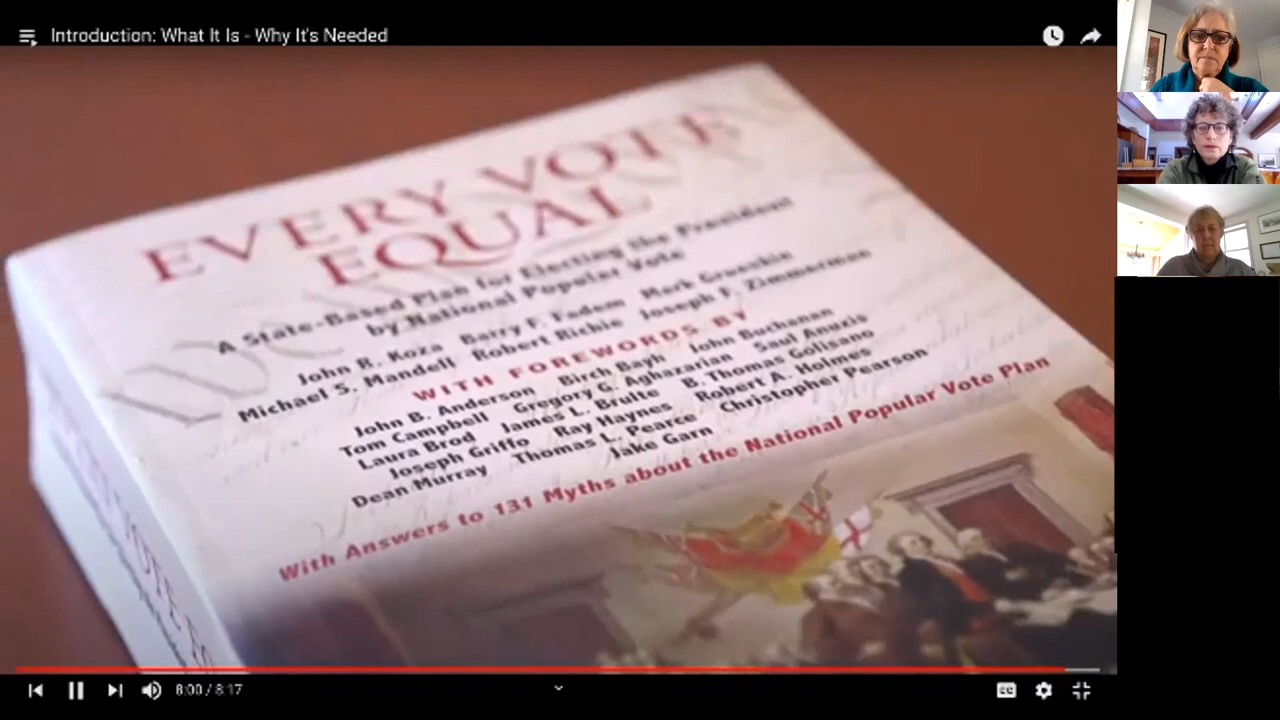 Introduction: What It Is - Why It's Needed
EVERY VOTE
EQUAL
A State-Based Plan for Electing the President
by National Popular Vote
John R. Koza Barry F. Fadem Mark Grueskin
Michael S. Mandell Robert Richie Joseph F. Zimmerman
WITH FOREWORDS BY
John B. Anderson Birch Bayh John Buchanan
Tom Campbell Gregory G. Aghazarian Saul Anuzis
Laura Brod James L. Brulte B. Thomas Golisano
Joseph Griffo Ray Haynes Robert A. Holmes
Dean Murray Thomas L. Pearce Christopher Pearson
Jake Garn
With Answers to 131 Myths about the National Popular Vote Plan
We
8:00 / 8:17
CC